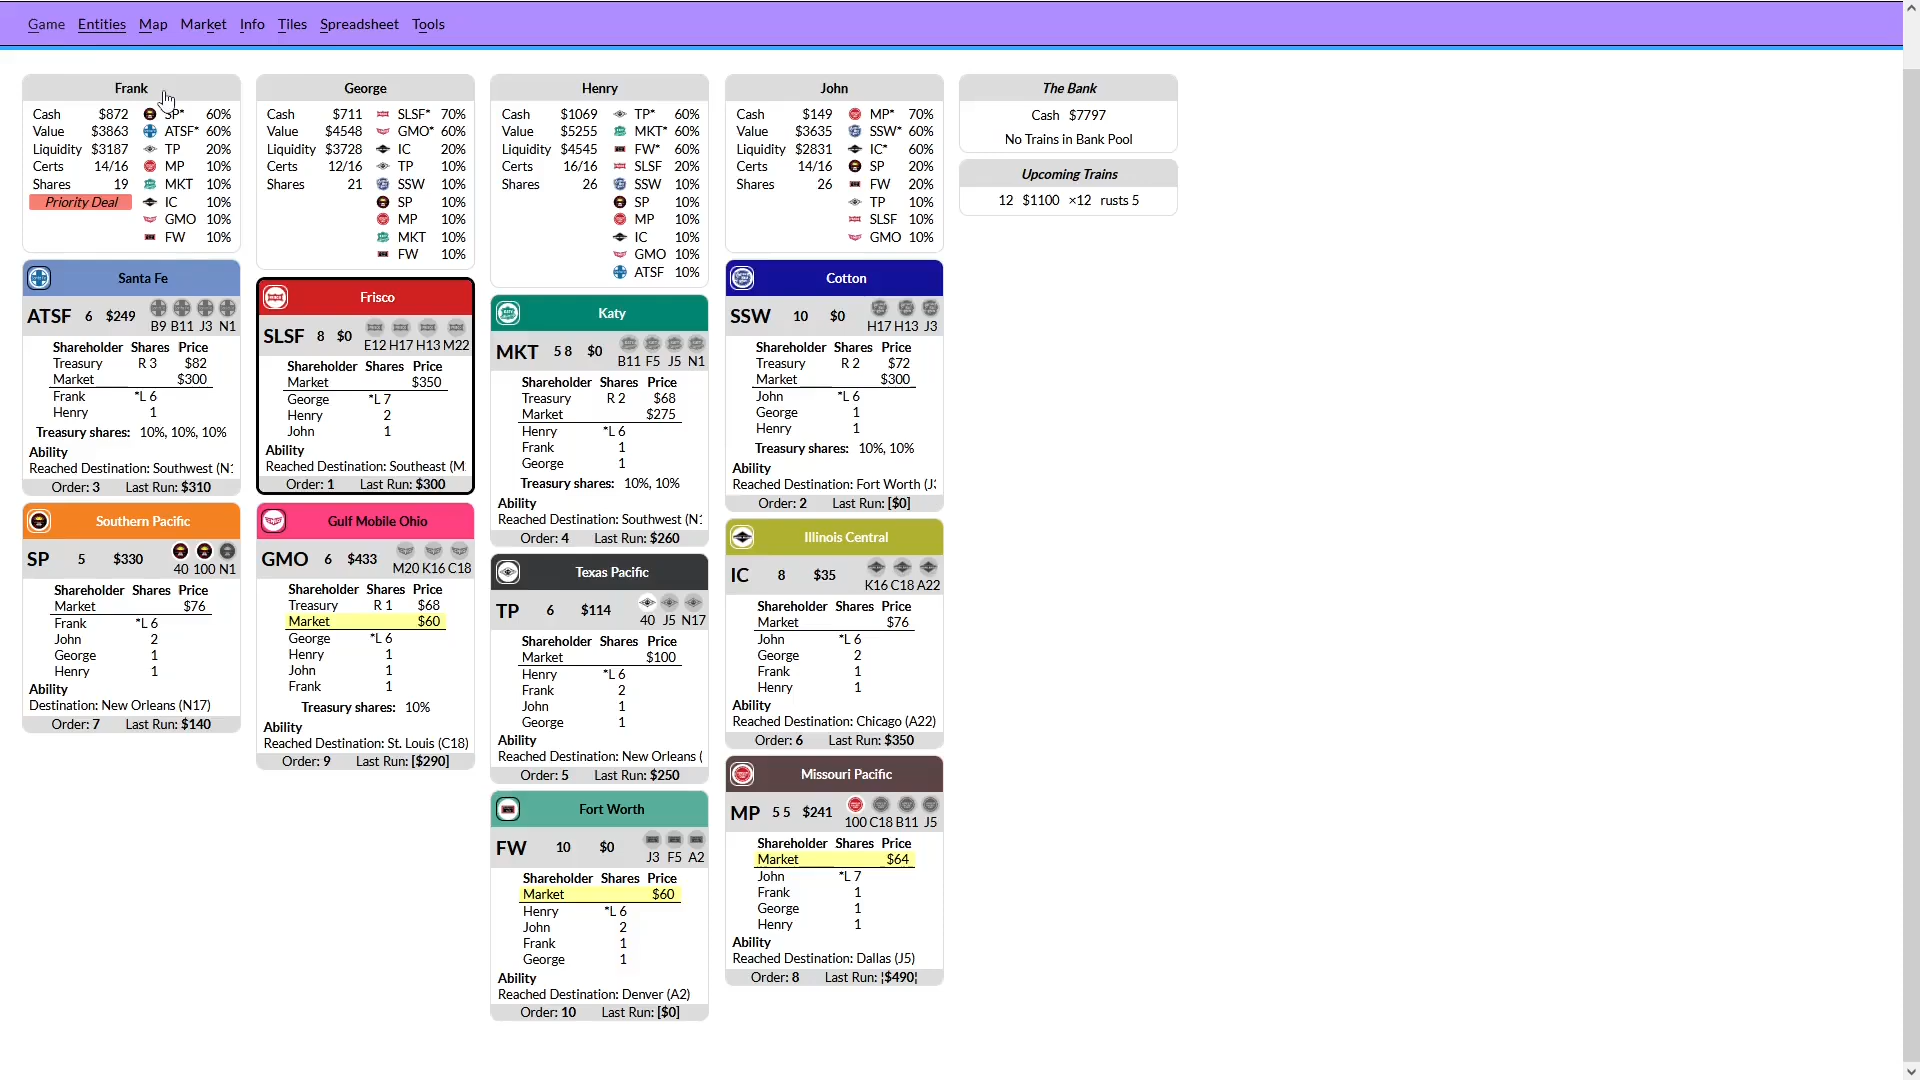 Game Entities Map Market Info Tiles Spreadsheet Tools
Frank
Cash $872 SP* 60%
Value $3863 ATSF* 60%
Liquidity $3187 TP 20%
Certs 14/16 MP 10%
Shares 19 MKT 10%
Priority Deal IC 10%
GMO 10%
FW 10%
George
Cash $711 SLSF* 70%
Value $4548 GMO* 60%
Liquidity $3728 IC 20%
Certs 12/16 TP 10%
Shares 21 SSW 10%
SP 10%
MP 10%
MKT 10%
FW 10%
Henry
Cash $1069 TP* 60%
Value $5255 MKT* 60%
Liquidity $4545 FW* 60%
Certs 16/16 SLSF 20%
Shares 26 SSW 10%
SP 10%
MP 10%
IC 10%
GMO 10%
ATSF 10%
John
Cash $149 MP* 70%
Value $3635 SSW* 60%
Liquidity $2831 IC* 60%
Certs 14/16 SP 20%
Shares 26 FW 20%
TP 10%
SLSF 10%
GMO 10%
The Bank
Cash $7797
No Trains in Bank Pool
Upcoming Trains
12 $1100 ×12 rusts 5
Santa Fe
ATSF 6 $249 B9 B11 J3 N1
Shareholder Shares Price
Treasury R 3 $82
Market $300
Frank *L 6
Henry 1
Treasury shares: 10%, 10%, 10%
Ability
Reached Destination: Southwest (N1
Order: 3 Last Run: $310
Southern Pacific
SP 5 $330 40 100 N1
Shareholder Shares Price
Market $76
Frank *L 6
John 2
George 1
Henry 1
Ability
Destination: New Orleans (N17)
Order: 7 Last Run: $140
Frisco
SLSF 8 $0 E12 H17 H13 M22
Shareholder Shares Price
Market $350
George *L 7
Henry 2
John 1
Ability
Reached Destination: Southeast (M
Order: 1 Last Run: $300
Gulf Mobile Ohio
GMO 6 $433 M20 K16 C18
Shareholder Shares Price
Treasury R 1 $68
Market $60
George *L 6
Henry 1
John 1
Frank 1
Treasury shares: 10%
Ability
Reached Destination: St. Louis (C18)
Order: 9 Last Run: [$290]
Katy
MKT 5 8 $0 B11 F5 J5 N1
Shareholder Shares Price
Treasury R 2 $68
Market $275
Henry *L 6
Frank 1
George 1
Treasury shares: 10%, 10%
Ability
Reached Destination: Southwest (N1
Order: 4 Last Run: $260
Texas Pacific
TP 6 $114 40 J5 N17
Shareholder Shares Price
Market $100
Henry *L 6
Frank 2
John 1
George 1
Ability
Reached Destination: New Orleans (
Order: 5 Last Run: $250
Fort Worth
FW 10 $0 J3 F5 A2
Shareholder Shares Price
Market $60
Henry *L 6
John 2
Frank 1
George 1
Ability
Reached Destination: Denver (A2)
Order: 10 Last Run: [$0]
Cotton
SSW 10 $0 H17 H13 J3
Shareholder Shares Price
Treasury R 2 $72
Market $300
John *L 6
George 1
Henry 1
Treasury shares: 10%, 10%
Ability
Reached Destination: Fort Worth (J3
Order: 2 Last Run: [$0]
Illinois Central
IC 8 $35 K16 C18 A22
Shareholder Shares Price
Market $76
John *L 6
George 2
Frank 1
Henry 1
Ability
Reached Destination: Chicago (A22)
Order: 6 Last Run: $350
Missouri Pacific
MP 5 5 $241 100 C18 B11 J5
Shareholder Shares Price
Market $64
John *L 7
Frank 1
George 1
Henry 1
Ability
Reached Destination: Dallas (J5)
Order: 8 Last Run: ¦$490¦